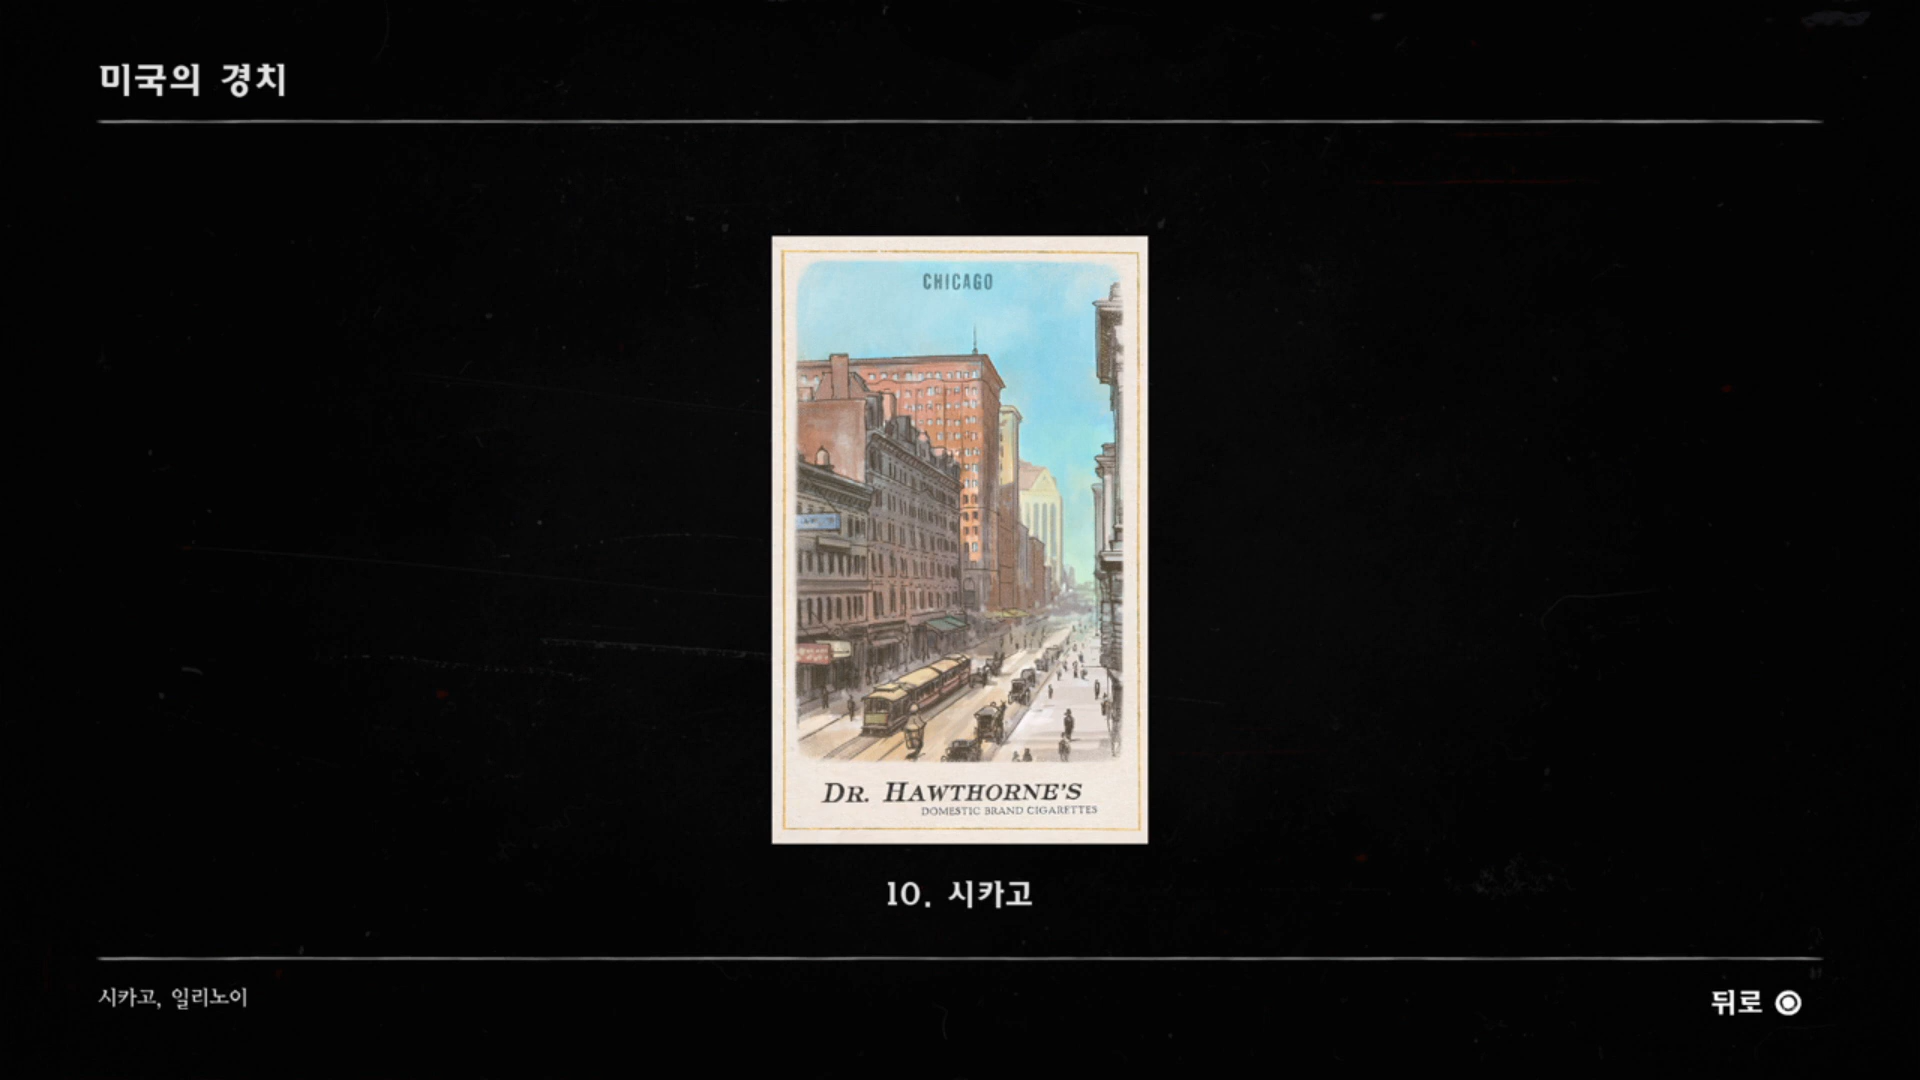 미국의 경치
CHICAGO
DR. HAWTHORNE'S
DOMESTIC BRAND CIGARETTES
10. 시카고
시카고, 일리노이
뒤로